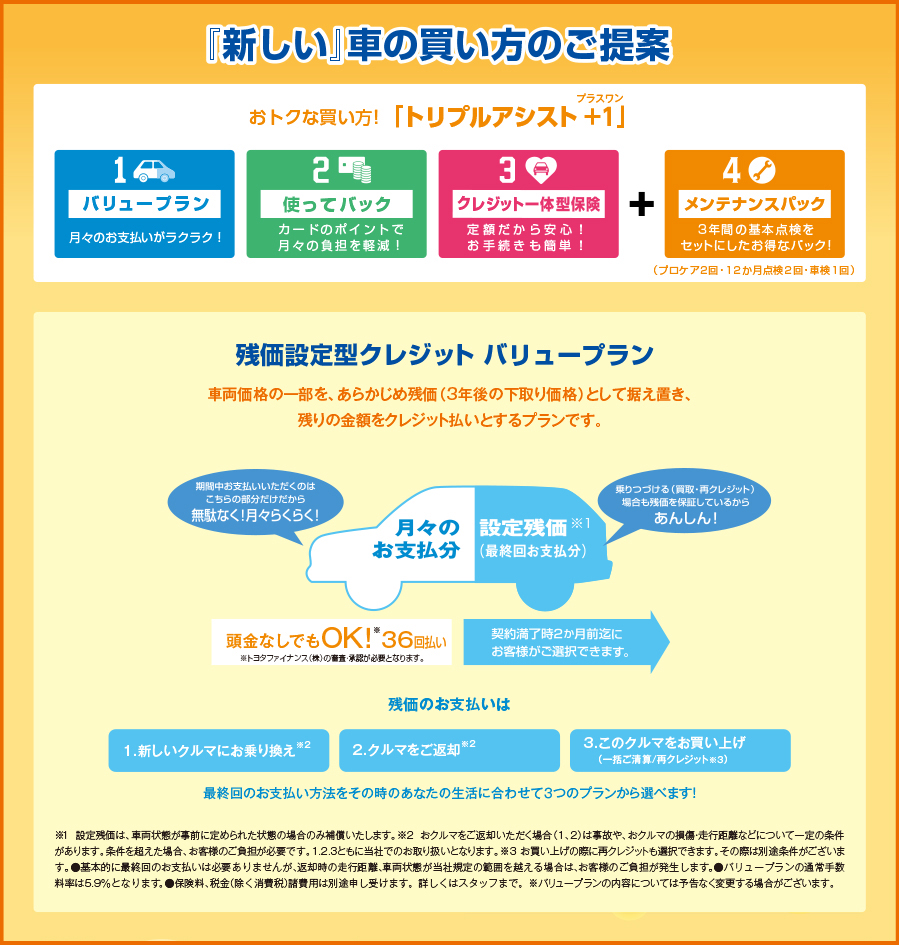 『新しい』車の買い方のご提案
おトクな買い方!「トリプルアシスト+1」
プラスワン
1
バリュープラン
月々のお支払いがラクラク!
2
使ってバック
カードのポイントで
月々の負担を軽減!
3
クレジット一体型保険
定額だから安心!
お手続きも簡単!
+
4
メンテナンスパック
3年間の基本点検を
セットにしたお得なパック!
(プロケア2回・12か月点検2回・車検1回)
残価設定型クレジット バリュープラン
車両価格の一部を、あらかじめ残価(3年後の下取り価格)として据え置き、
残りの金額をクレジット払いとするプランです。
期間中お支払いいただくのは
こちらの部分だけだから
無駄なく!月々らくらく!
乗りつづける(買取・再クレジット)
場合も残価を保証しているから
あんしん!
月々の
お支払分
設定残価※1
(最終回お支払分)
頭金なしでもOK!※36回払い
※トヨタファイナンス(株)の審査・承認が必要となります。
契約満了時2か月前迄に
お客様がご選択できます。
残価のお支払いは
1.新しいクルマにお乗り換え※2
2.クルマをご返却※2
3.このクルマをお買い上げ
(一括ご清算/再クレジット※3)
最終回のお支払い方法をその時のあなたの生活に合わせて3つのプランから選べます!
※1 設定残価は、車両状態が事前に定められた状態の場合のみ補償いたします。※2 おクルマをご返却いただく場合(1、2)は事故や、おクルマの損傷・走行距離などについて一定の条件
があります。条件を超えた場合、お客様のご負担が必要です。1.2.3ともに当社でのお取り扱いとなります。※3 お買い上げの際に再クレジットも選択できます。その際は別途条件がございま
す。●基本的に最終回のお支払いは必要ありませんが、返却時の走行距離、車両状態が当社規定の範囲を越える場合は、お客様のご負担が発生します。●バリュープランの通常手数
料率は5.9%となります。●保険料、税金(除く消費税)諸費用は別途申し受けます。詳しくはスタッフまで。※バリュープランの内容については予告なく変更する場合がございます。